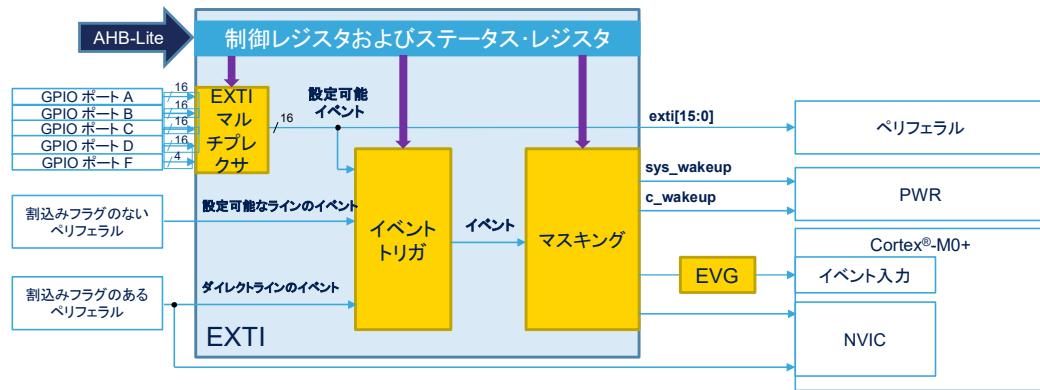 AHB-Lite
制御レジスタおよびステータス・レジスタ
GPIO ポート A
16
GPIO ポート B
16
GPIO ポート C
16
GPIO ポート D
16
GPIO ポート F
4
EXTI
マル
チプレ
クサ
16
設定可能
イベント
exti[15:0]
ペリフェラル
sys_wakeup
c_wakeup
PWR
割込みフラグのない
ペリフェラル
設定可能なラインのイベント
イベント
トリガ
イベント
マスキング
Cortex®-M0+
EVG
イベント入力
割込みフラグのある
ペリフェラル
ダイレクトラインのイベント
NVIC
EXTI